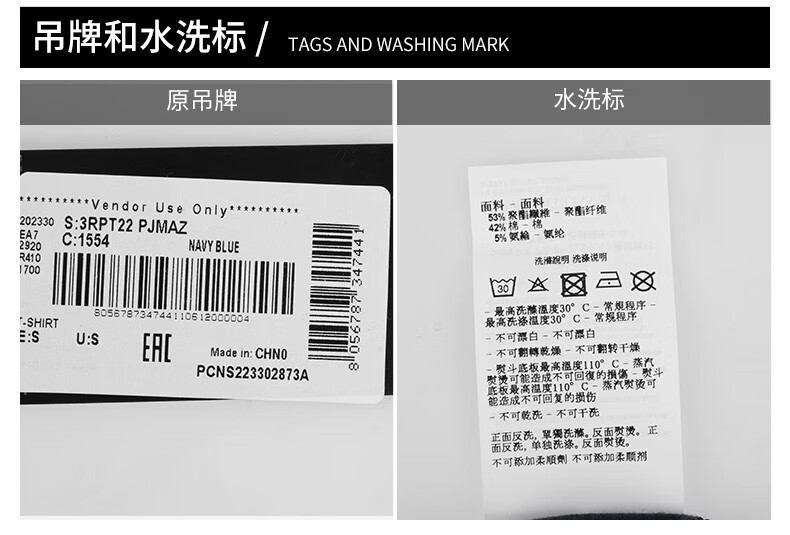 吊牌和水洗标 / TAGS AND WASHING MARK
原吊牌
**********Vendor Use Only**********
202330
S:3RPT22 PJMAZ
EA7
C:1554
2920
NAVY BLUE
R410
1700
805678734744110612000004
T-SHIRT
E:S
U:S
EAC
Made in: CHN0
PCNS223302873A
8 056787 347441
水洗标
面料 - 面料
53% 聚酯纖維 - 聚酯纤维
42% 棉 - 棉
5% 氨綸 - 氨纶
洗滌說明 洗涤说明
30
- 最高洗滌溫度30° C - 常規程序 -
最高洗涤温度30° C - 常规程序
- 不可漂白 - 不可漂白
- 不可翻轉乾燥 - 不可翻转干燥
- 熨斗底板最高溫度110° C - 蒸汽
熨燙可能造成不可回復的損傷 - 熨斗
底板最高温度110° C - 蒸汽熨烫可
能造成不可回复的损伤
- 不可乾洗 - 不可干洗
正面反洗, 單獨洗滌。反面熨燙。 正
面反洗, 单独洗涤。反面熨烫。
不可添加柔順劑 不可添加柔顺剂